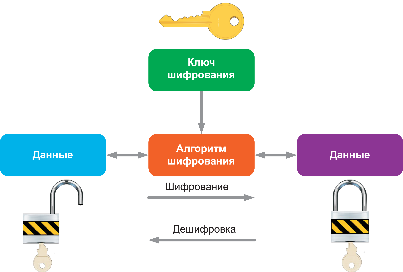 Ключ
шифрования
Данные
Алгоритм
шифрования
Данные
Шифрование
Дешифровка